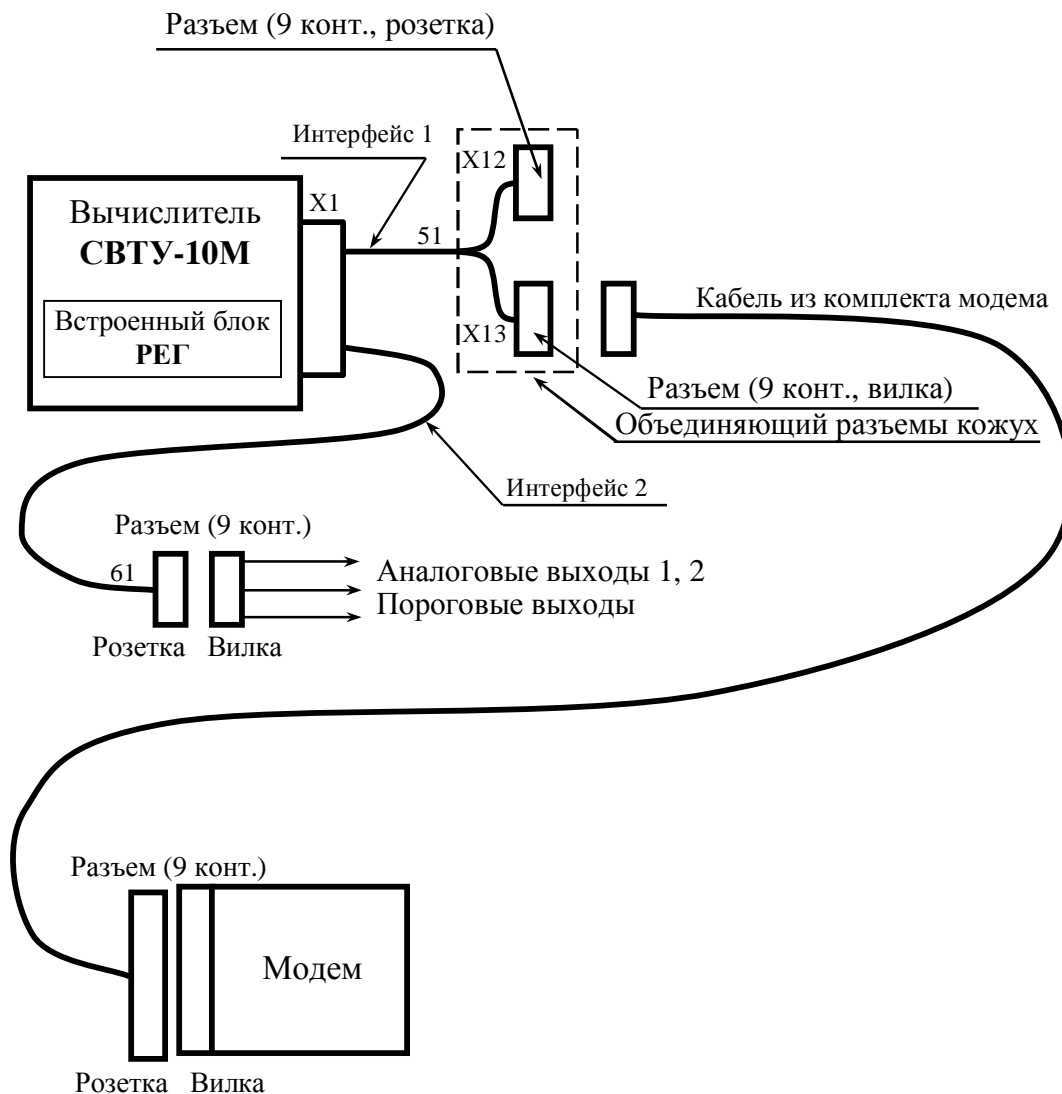 Разъем (9 конт., розетка)
Интерфейс 1
X12
X1
Вычислитель
СВТУ-10М
51
Встроенный блок
РЕГ
X13
Кабель из комплекта модема
Разъем (9 конт., вилка)
Объединяющий разъемы кожух
Интерфейс 2
Разъем (9 конт.)
61
Аналоговые выходы 1, 2
Пороговые выходы
Розетка Вилка
Разъем (9 конт.)
Модем
Розетка Вилка